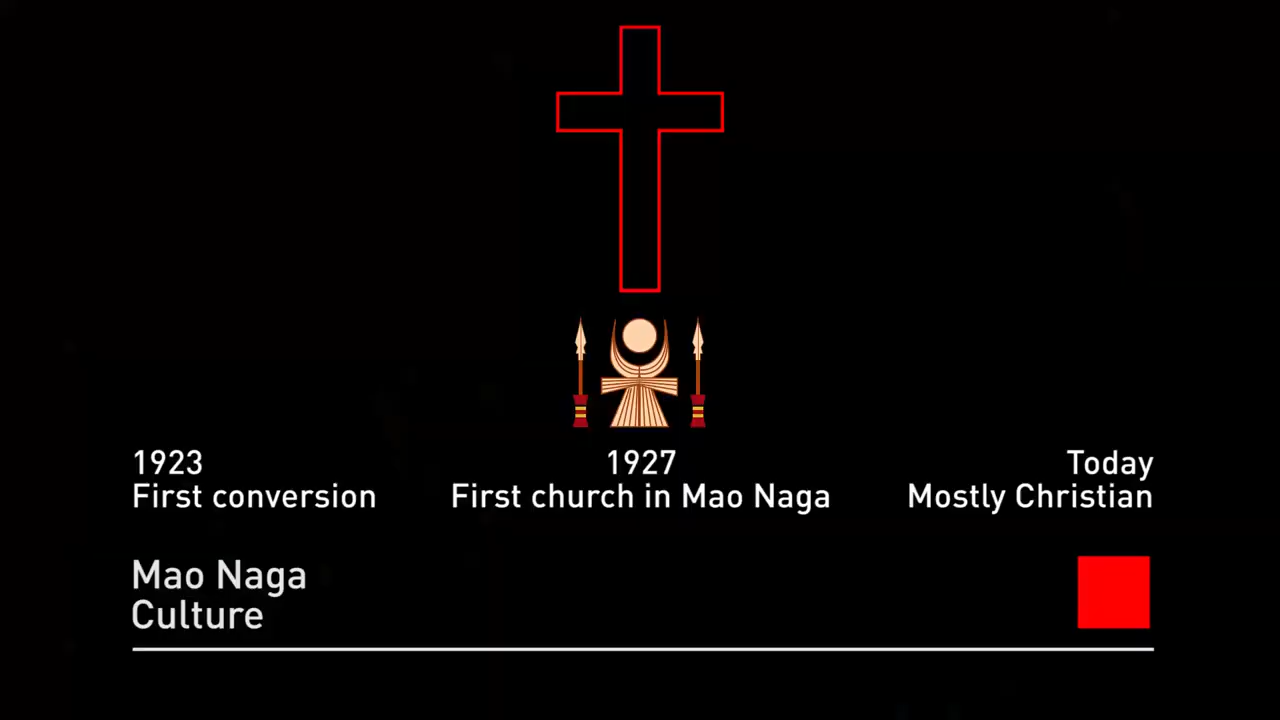 1923
First conversion
1927
First church in Mao Naga
Today
Mostly Christian
Mao Naga
Culture